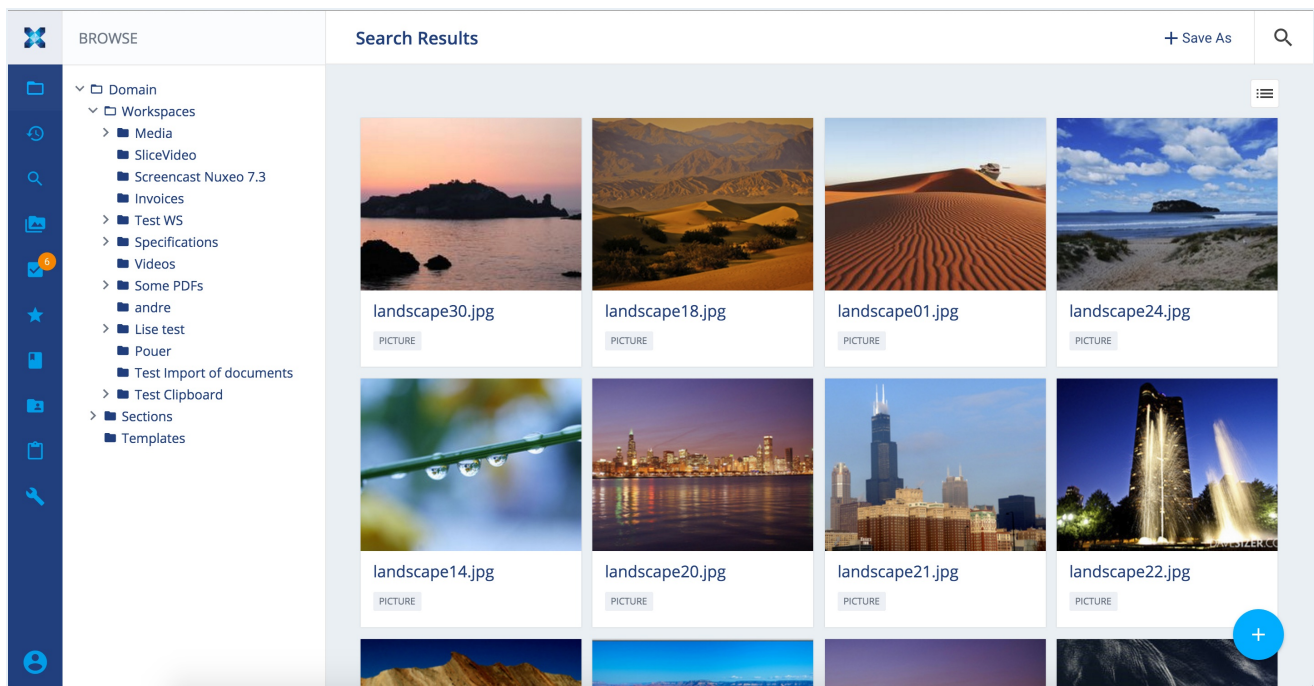 BROWSE
Search Results
+ Save As
Domain
Workspaces
Media
SliceVideo
Screencast Nuxeo 7.3
Invoices
Test WS
Specifications
Videos
Some PDFs
andre
Lise test
Pouer
Test Import of documents
Test Clipboard
Sections
Templates
6
landscape30.jpg
PICTURE
landscape18.jpg
PICTURE
landscape01.jpg
PICTURE
landscape24.jpg
PICTURE
landscape14.jpg
PICTURE
landscape20.jpg
PICTURE
landscape21.jpg
PICTURE
landscape22.jpg
PICTURE
+